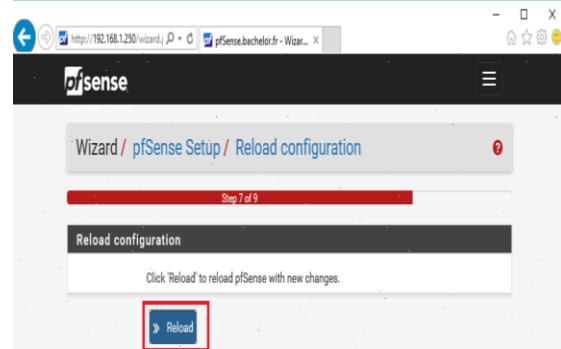 http://192.168.1.250/wizard.
pfSense.bachelor.fr - Wizar...
pfsense
Wizard / pfSense Setup / Reload configuration
Step 7 of 9
Reload configuration
Click 'Reload' to reload pfSense with new changes.
» Reload